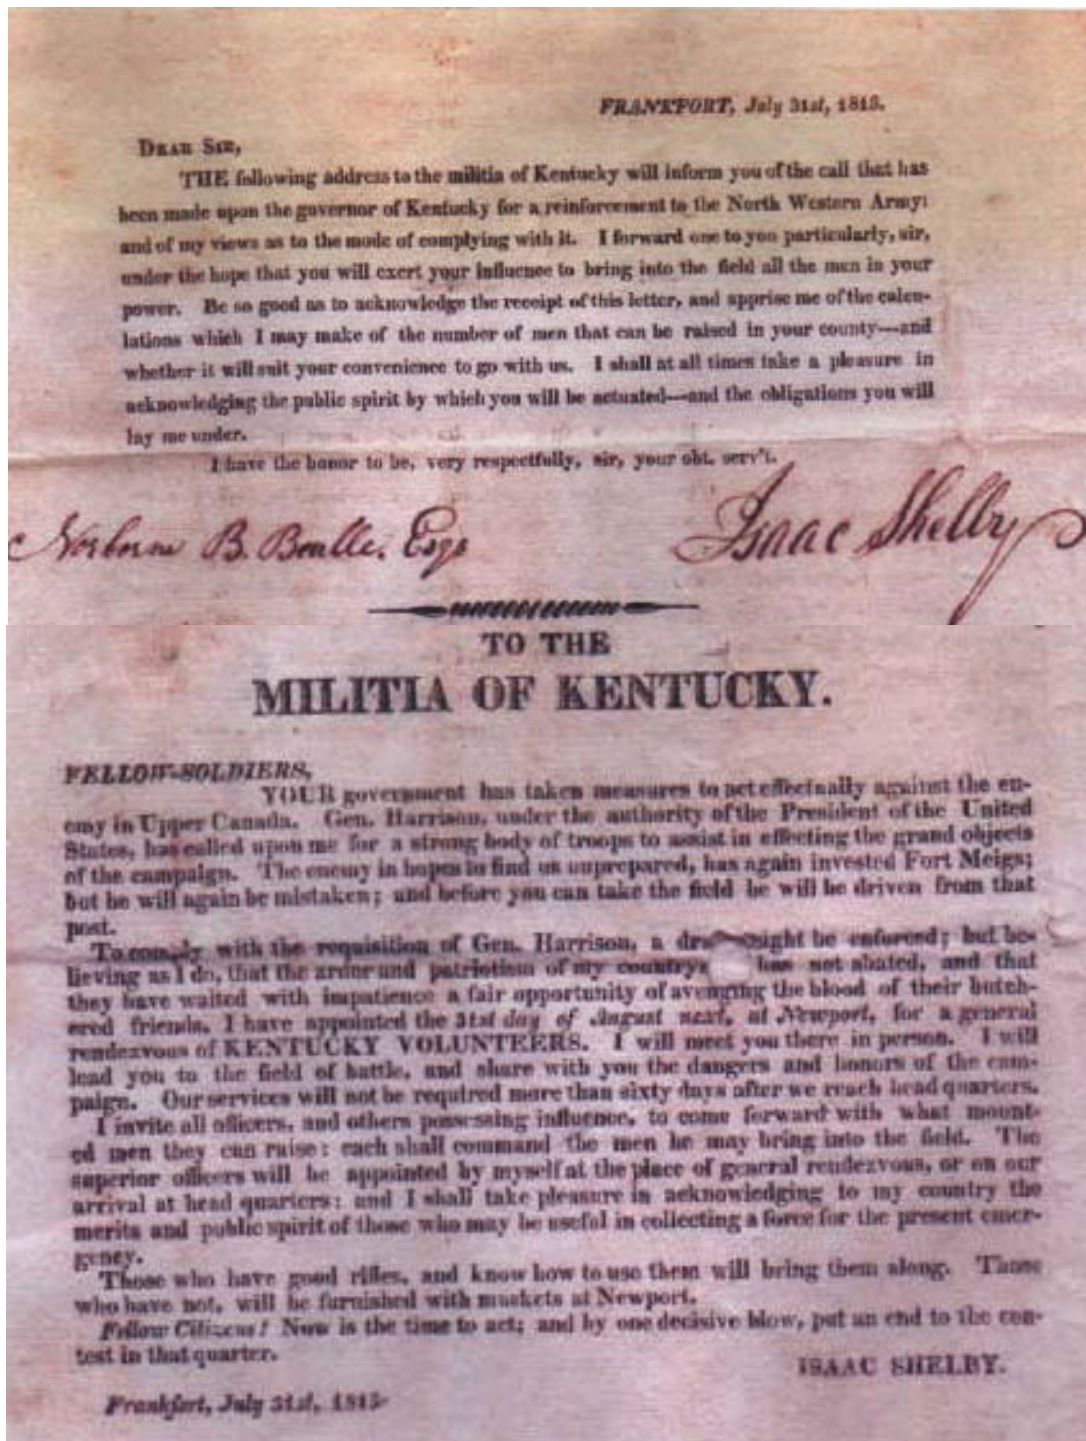 FRANKFORT, July 31st, 1813.
DEAR SIR,
THE following address to the militia of Kentucky will inform you of the call that has
been made upon the governor of Kentucky for a reinforcement to the North Western Army:
and of my views as to the mode of complying with it. I forward one to you particularly, sir,
under the hope that you will exert your influence to bring into the field all the men in your
power. Be so good as to acknowledge the receipt of this letter, and apprise me of the calcu-
lations which I may make of the number of men that can be raised in your county—and
whether it will suit your convenience to go with us. I shall at all times take a pleasure in
acknowledging the public spirit by which you will be actuated—and the obligations you will
lay me under.
I have the honor to be, very respectfully, sir, your obt. serv't.
Norborne B. Bealle. Esqr
Isaac Shelby
TO THE
MILITIA OF KENTUCKY.
FELLOW-SOLDIERS,
YOUR government has taken measures to act effectually against the en-
emy in Upper Canada. Gen. Harrison, under the authority of the President of the United
States, has called upon me for a strong body of troops to assist in effecting the grand objects
of the campaign. The enemy in hopes to find us unprepared, has again invested Fort Meigs;
but he will again be mistaken; and before you can take the field he will be driven from that
post.
To comply with the requisition of Gen. Harrison, a might be enforced; but be-
lieving as I do, that the ardor and patriotism of my has not abated, and that
they have waited with impatience a fair opportunity of avenging the blood of their butch-
ered friends, I have appointed the 31st day of August next, at Newport, for a general
rendezvous of KENTUCKY VOLUNTEERS. I will meet you there in person. I will
lead you to the field of battle, and share with you the dangers and honors of the cam-
paign. Our services will not be required more than sixty days after we reach head quarters.
I invite all officers, and others possessing influence, to come forward with what mount-
ed men they can raise: each shall command the men he may bring into the field. The
superior officers will be appointed by myself at the place of general rendezvous, or on our
arrival at head quarters: and I shall take pleasure in acknowledging to my country the
merits and public spirit of those who may be useful in collecting a force for the present emer-
gency.
Those who have good rifles, and know how to use them will bring them along. Those
who have not, will be furnished with muskets at Newport.
Fellow Citizens! Now is the time to act; and by one decisive blow, put an end to the con-
test in that quarter.
ISAAC SHELBY.
Frankfort, July 31st, 1813.